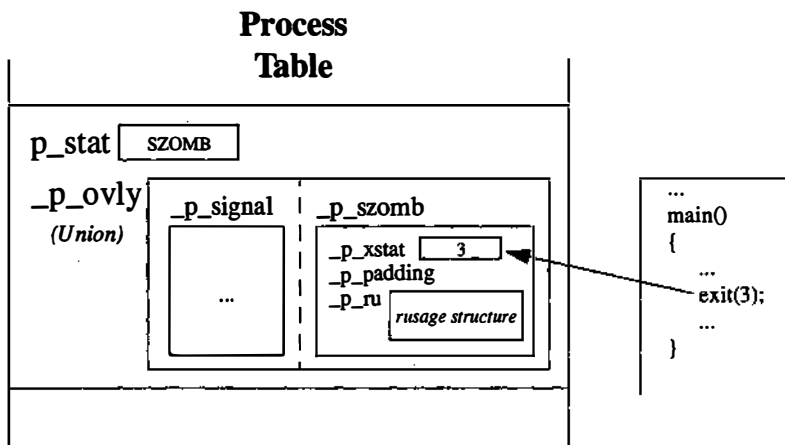 Process
Table
p_stat SZOMB
_p_ovly
(Union)
_p_signal
...
_p_szomb
_p_xstat 3
_p_padding
_p_ru
rusage structure
...
main()
{
...
exit(3);
...
}